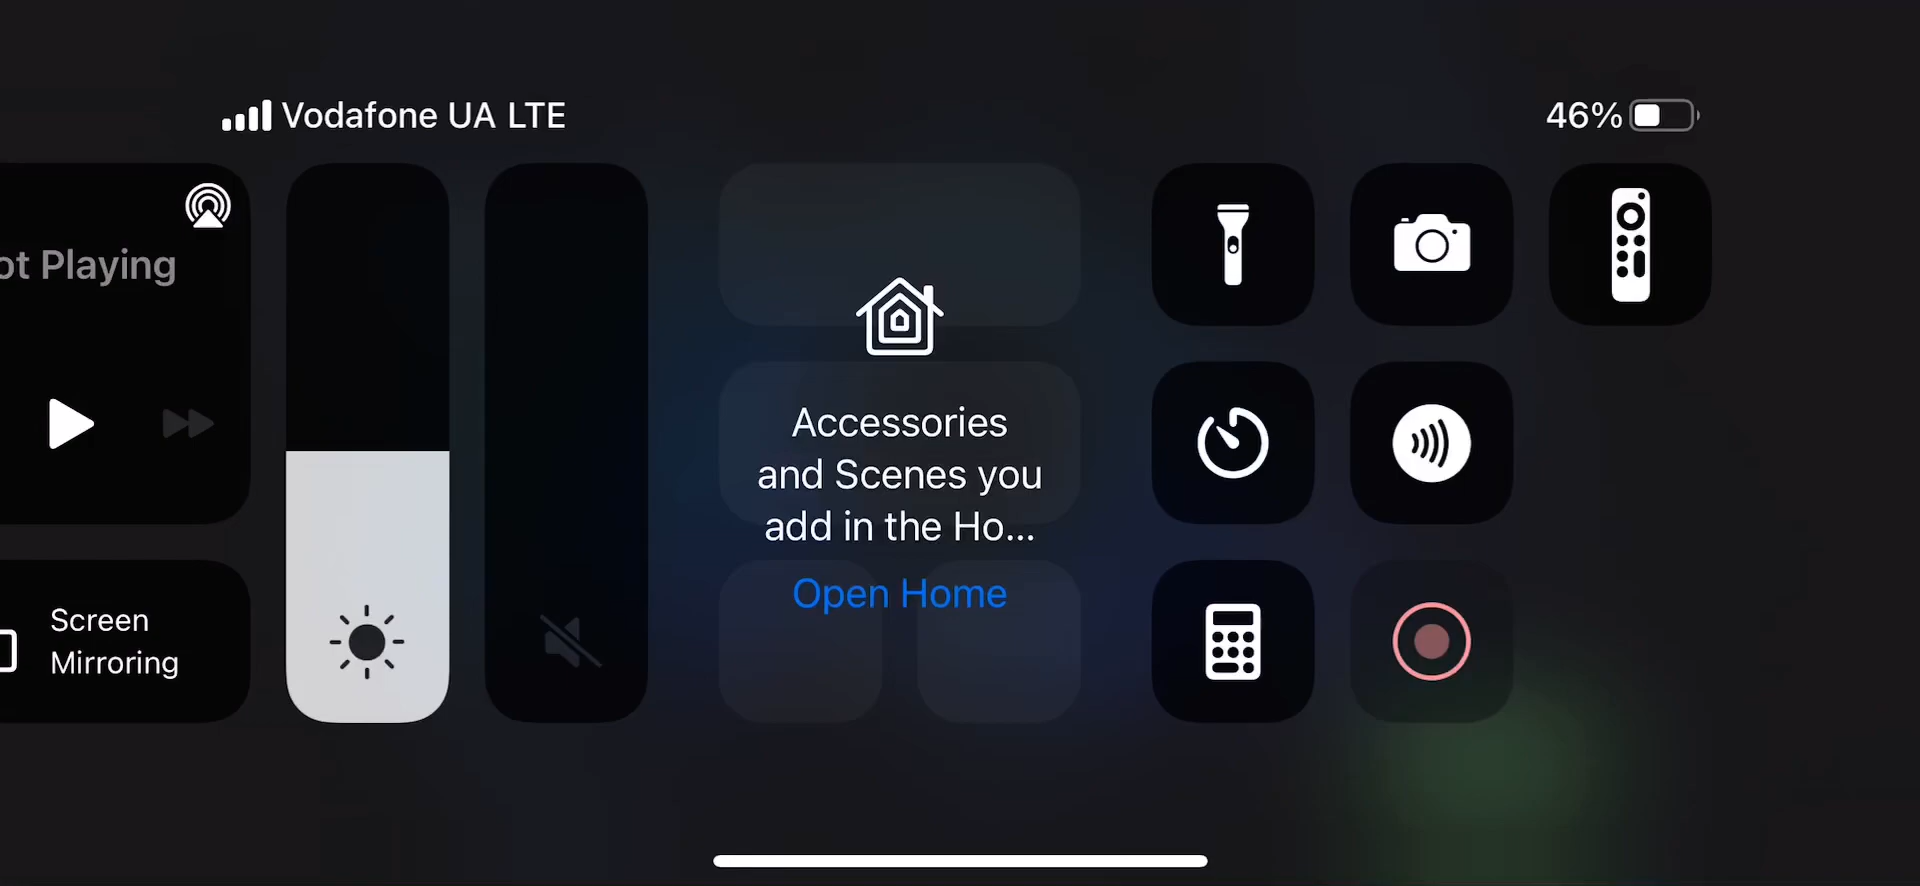 Vodafone UA LTE
46%
ot Playing
Accessories
and Scenes you
add in the Ho...
Open Home
Screen
Mirroring